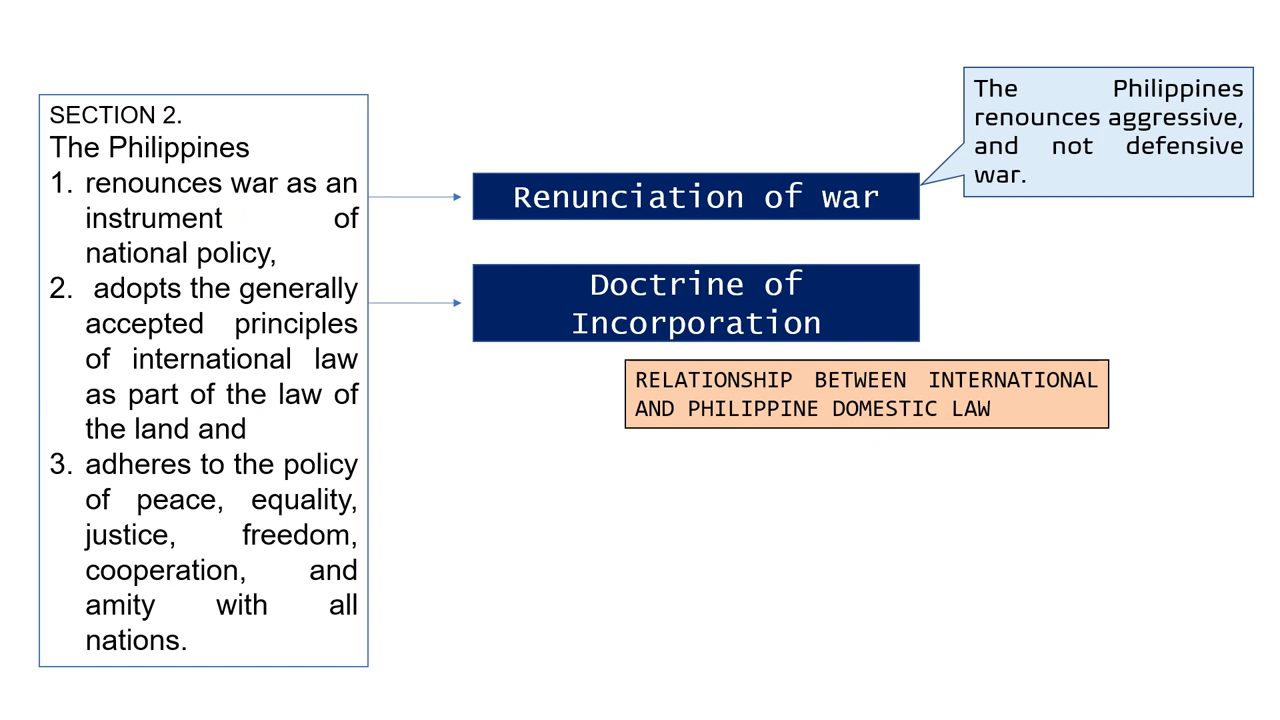 SECTION 2.
The Philippines
1. renounces war as an
instrument of
national policy,
2. adopts the generally
accepted principles
of international law
as part of the law of
the land and
3. adheres to the policy
of peace, equality,
justice, freedom,
cooperation, and
amity with all
nations.
Renunciation of war
The Philippines
renounces aggressive,
and not defensive
war.
Doctrine of
Incorporation
RELATIONSHIP BETWEEN INTERNATIONAL
AND PHILIPPINE DOMESTIC LAW